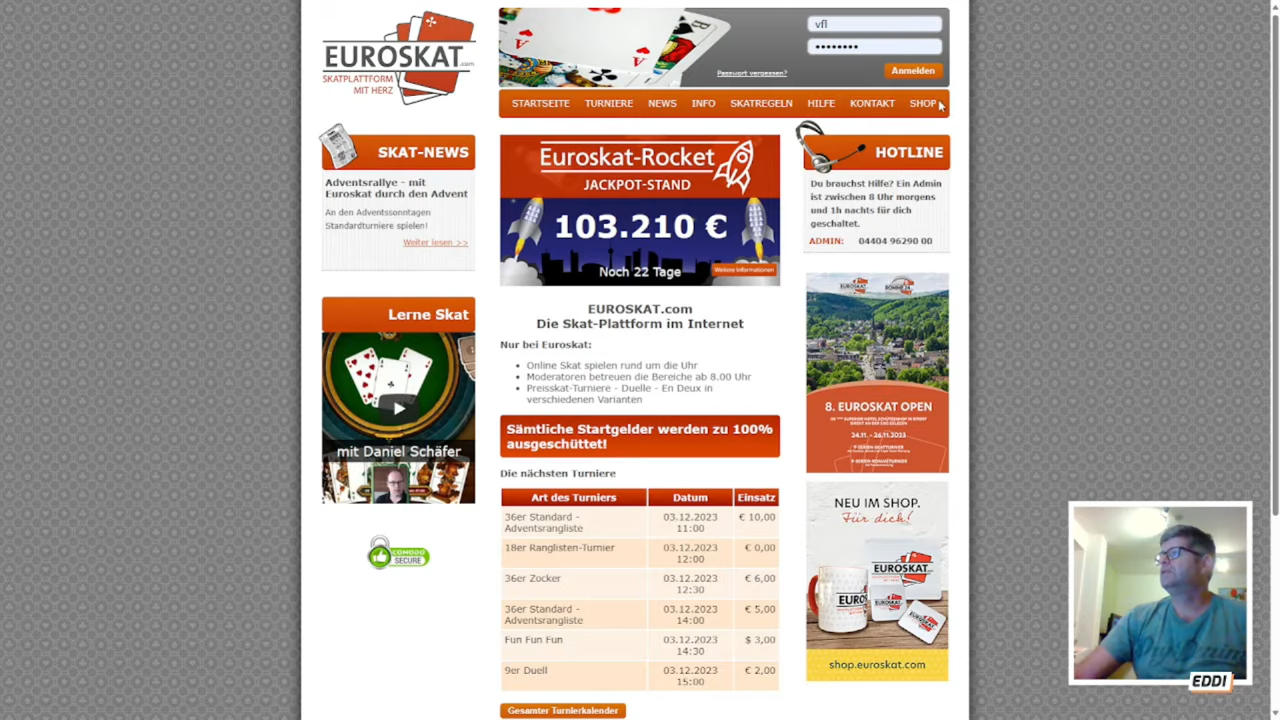 EUROSKAT.com
SKATPLATTFORM
MIT HERZ
vfl
••••••••
Passwort vergessen?
Anmelden
STARTSEITE TURNIERE NEWS INFO SKATREGELN HILFE KONTAKT SHOP
SKAT-NEWS
Adventsrallye - mit
Euroskat durch den Advent
An den Adventssonntagen
Standardturniere spielen!
Weiter lesen >>
Lerne Skat
mit Daniel Schäfer
COMODO
SECURE
Euroskat-Rocket
JACKPOT-STAND
103.210 €
Noch 22 Tage
Weitere Informationen
EUROSKAT.com
Die Skat-Plattform im Internet
Nur bei Euroskat:
• Online Skat spielen rund um die Uhr
• Moderatoren betreuen die Bereiche ab 8.00 Uhr
• Preisskat-Turniere - Duelle - En Deux in
verschiedenen Varianten
Sämtliche Startgelder werden zu 100%
ausgeschüttet!
Die nächsten Turniere
Art des Turniers Datum Einsatz
36er Standard - 03.12.2023 € 10,00
Adventsrangliste 11:00
18er Ranglisten-Turnier 03.12.2023 € 0,00
12:00
36er Zocker 03.12.2023 € 6,00
12:30
36er Standard - 03.12.2023 € 5,00
Adventsrangliste 14:00
Fun Fun Fun 03.12.2023 $ 3,00
14:30
9er Duell 03.12.2023 € 2,00
15:00
Gesamter Turnierkalender
HOTLINE
Du brauchst Hilfe? Ein Admin
ist zwischen 8 Uhr morgens
und 1h nachts für dich
geschaltet.
ADMIN: 04404 96290 00
8. EUROSKAT OPEN
24.11. - 26.11.2023
NEU IM SHOP.
Für dich!
EUROSKAT
shop.euroskat.com
EDDI